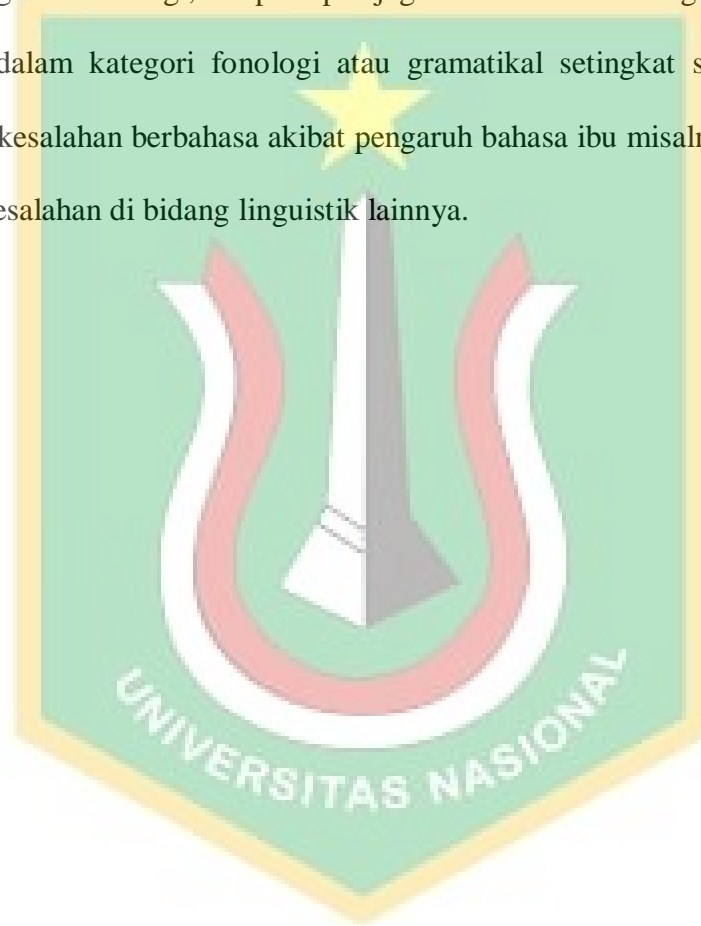 dalam kategori fonologi atau gramatikal setingkat
kesalahan berbahasa akibat pengaruh bahasa ibu
esalahan di bidang linguistik lainnya.
UNIVERSITAS NASIONAL